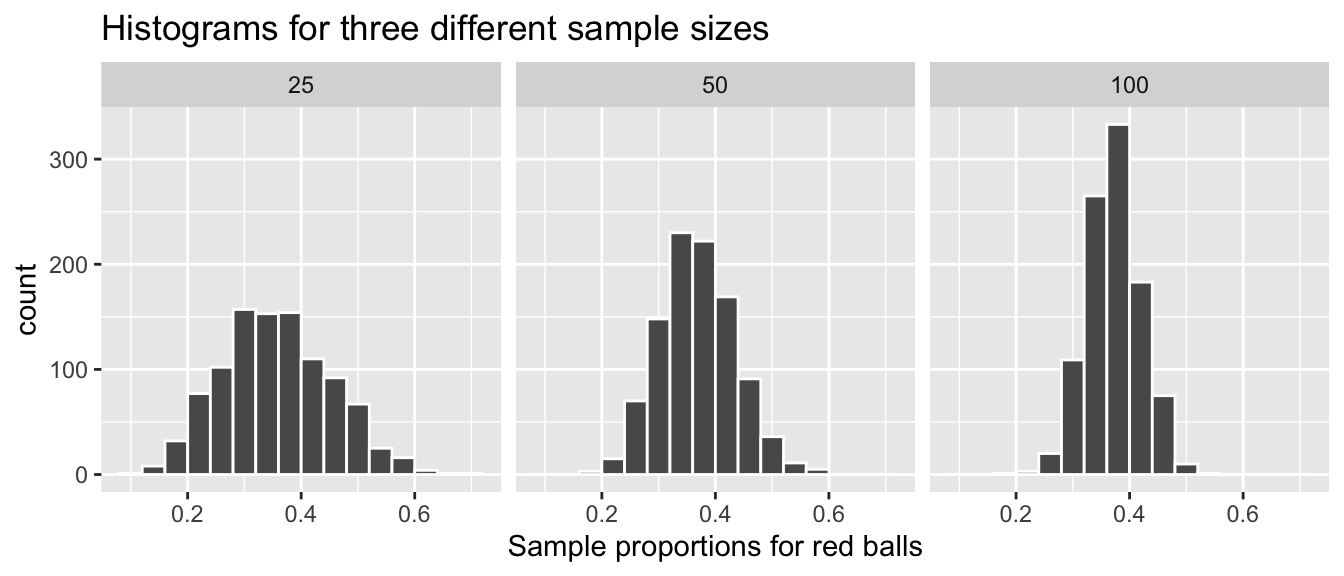 Histograms for three different sample sizes
25 50 100
300
200
100
0
0.2 0.4 0.6 0.2 0.4 0.6 0.2 0.4 0.6
count
Sample proportions for red balls